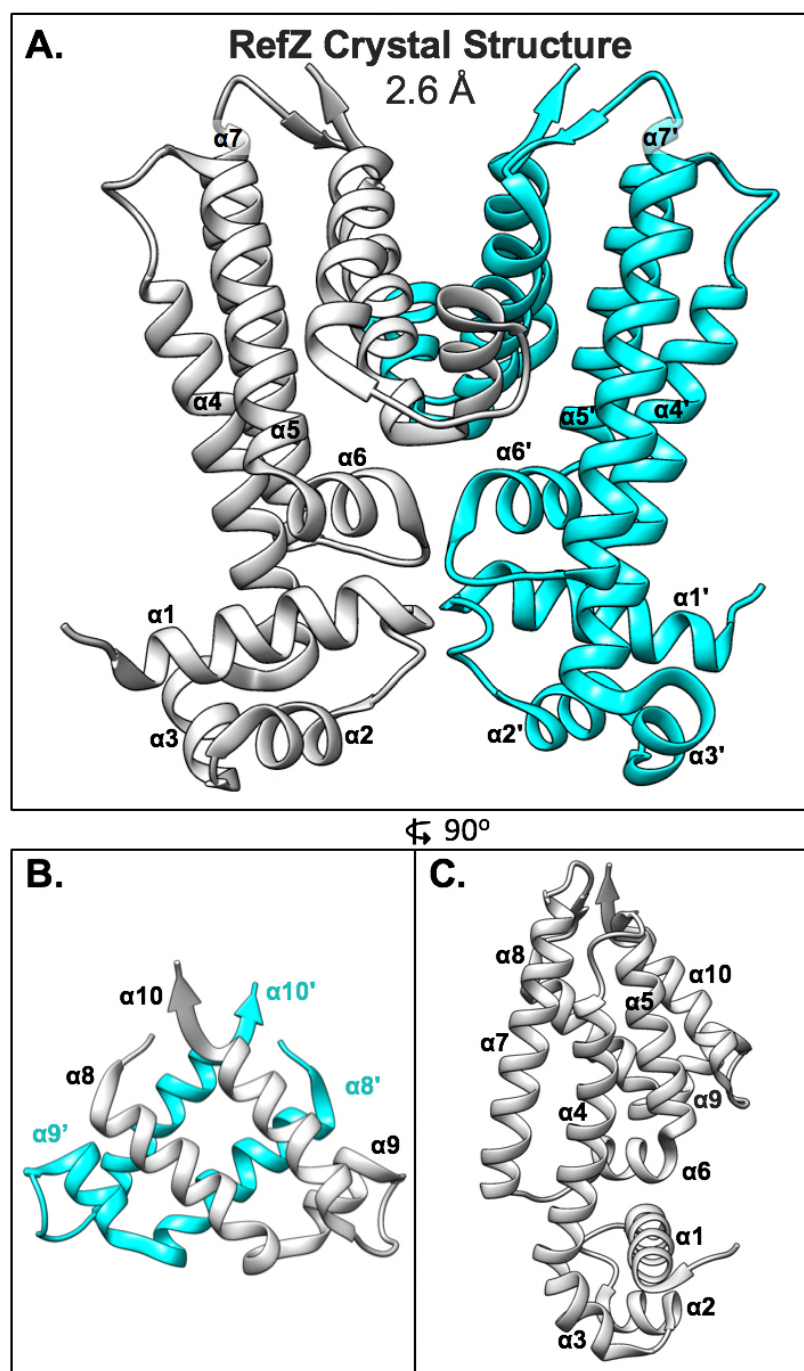 A.
RefZ Crystal Structure
2.6 Å
α7
α7'
α4
α5
α5'
α4'
α6
α6'
α1
α1'
α3
α2
α2'
α3'
90º
B.
α10
α10'
α8
α8'
α9'
α9
C.
α8
α10
α5
α7
α4
α9
α6
α1
α2
α3